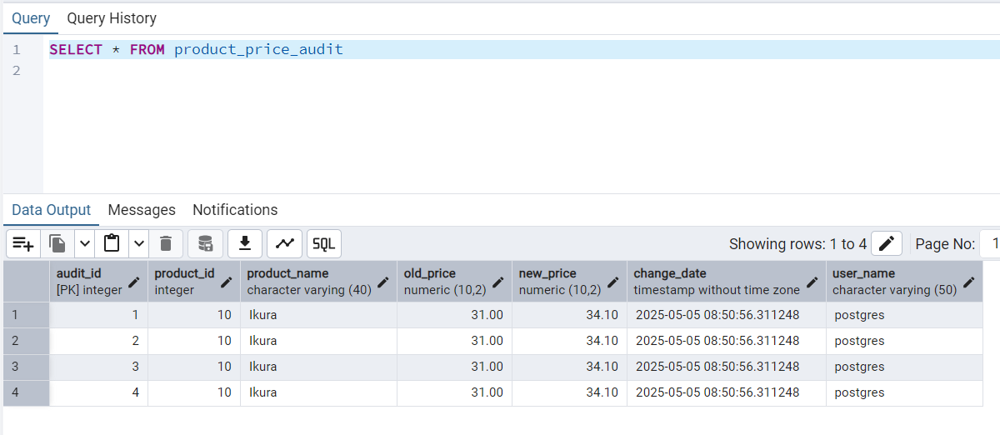 Query Query History
1 SELECT * FROM product_price_audit
2
Data Output Messages Notifications
SQL Showing rows: 1 to 4 Page No: 1
audit_id product_id product_name old_price new_price change_date user_name
[PK] integer integer character varying (40) numeric (10,2) numeric (10,2) timestamp without time zone character varying (50)
1 1 10 Ikura 31.00 34.10 2025-05-05 08:50:56.311248 postgres
2 2 10 Ikura 31.00 34.10 2025-05-05 08:50:56.311248 postgres
3 3 10 Ikura 31.00 34.10 2025-05-05 08:50:56.311248 postgres
4 4 10 Ikura 31.00 34.10 2025-05-05 08:50:56.311248 postgres